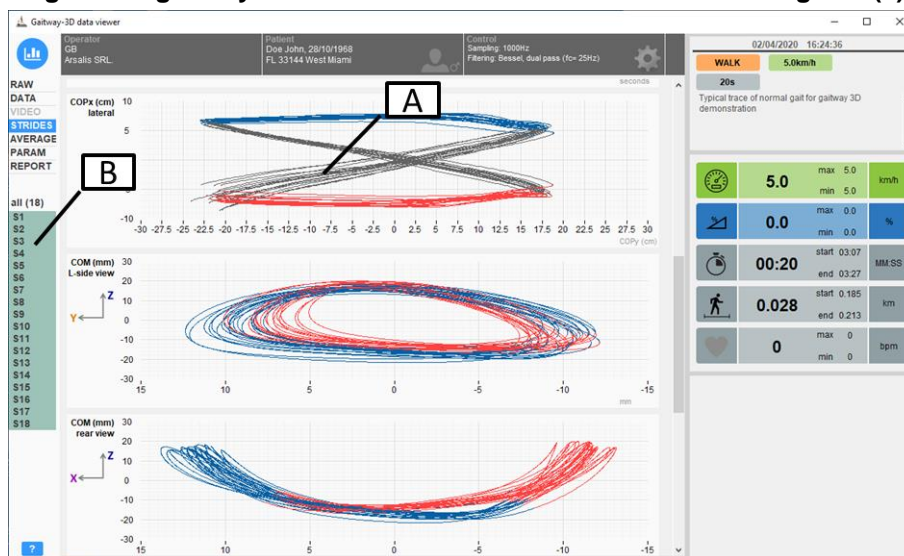 Gaitway-3D data viewer
Operator
GB
Arsalis SRL.
Patient
Doe John, 28/10/1968
FL 33144 West Miami
Control
Sampling: 1000Hz
Filtering: Bessel, dual pass (fc= 25Hz)
RAW
DATA
VIDEO
STRIDES
AVERAGE
PARAM
REPORT
all (18)
S1
S2
S3
S4
S5
S6
S7
S8
S9
S10
S11
S12
S13
S14
S15
S16
S17
S18
?
A
B
seconds
COPx (cm)
lateral
10
5
-10
-30 -27.5 -25 -22.5 -20 -17.5 -15 -12.5 -10 -7.5 -5 -2.5 0 2.5 5 7.5 10 12.5 15 17.5 20 22.5 25 27.5 30
COPy (cm)
COM (mm)
L-side view
Z
Y
30
20
10
0
-10
-20
-30
15 10 5 0 -5 -10 -15
mm
COM (mm)
rear view
Z
X
30
20
10
0
-10
-20
15 10 5 0 -5 -10 -15
02/04/2020 16:24:36
WALK 5.0km/h
20s
Typical trace of normal gait for gaitway 3D
demonstration
5.0 max 5.0 min 5.0 km/h
% 0.0 max 0.0 min 0.0 %
00:20 start 03:07 end 03:27 MM:SS
0.028 start 0.185 end 0.213 km
0 max 0 min 0 bpm